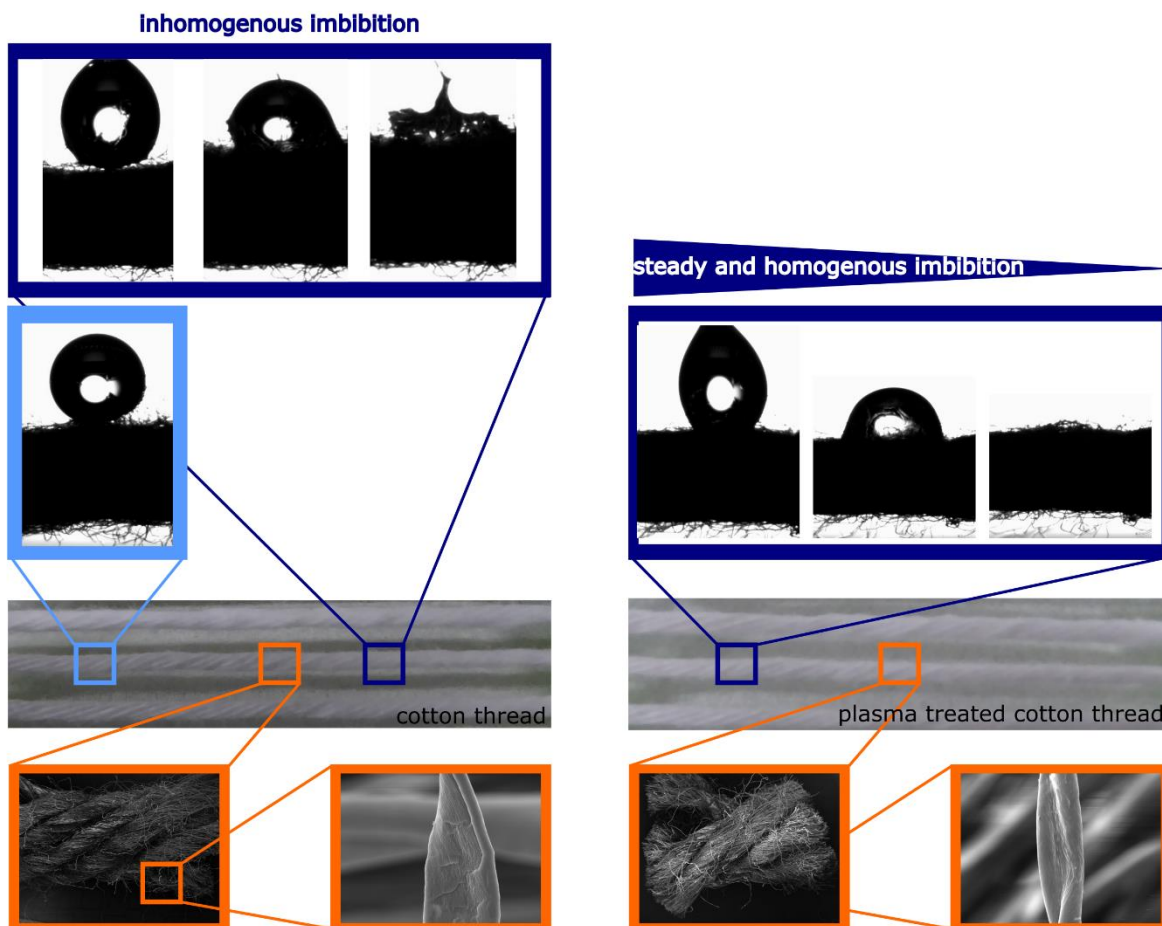 inhomogenous imbibition
steady and homogenous imbibition
cotton thread
plasma treated cotton thread